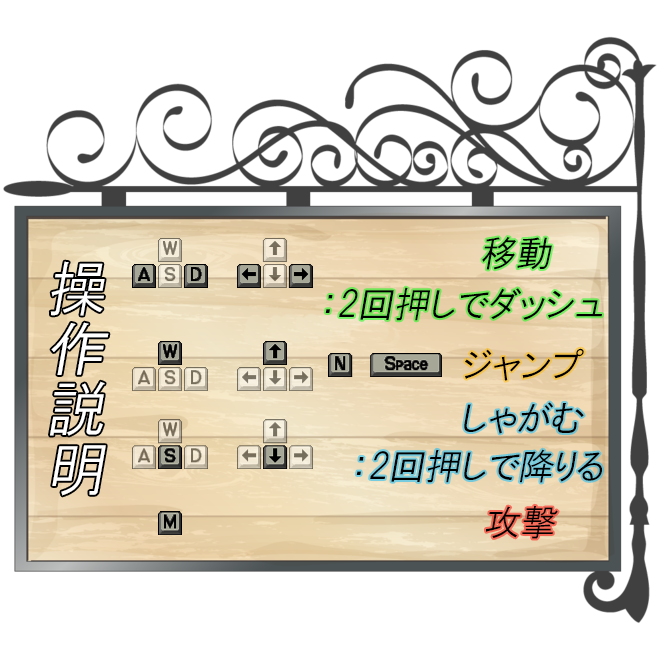 操作説明
W ↑
A S D ← ↓ → 移動
:2回押しでダッシュ
W ↑ N Space ジャンプ
A S D ← ↓ →
W ↑ しゃがむ
A S D ← ↓ → :2回押しで降りる
M 攻撃